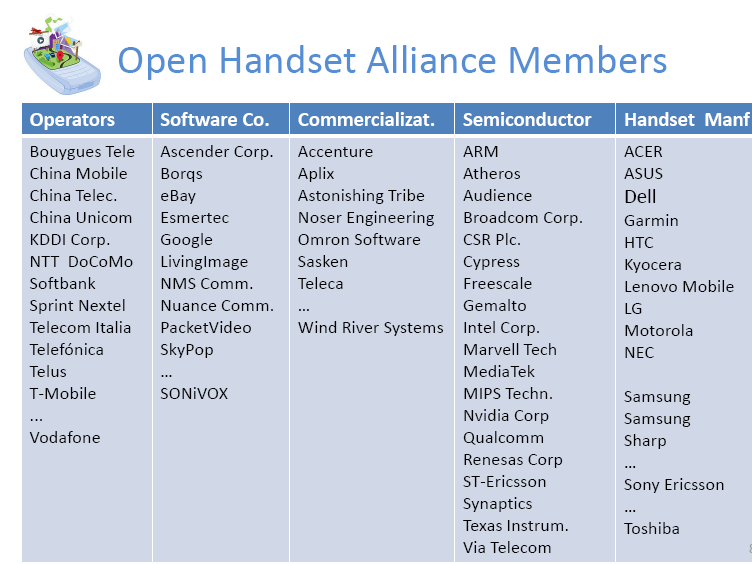 Open Handset Alliance Members
Operators
Bouygues Tele
China Mobile
China Telec.
China Unicom
KDDI Corp.
NTT DoCoMo
Softbank
Sprint Nextel
Telecom Italia
Telefónica
Telus
T-Mobile
...
Vodafone
Software Co.
Ascender Corp.
Borqs
eBay
Esmertec
Google
LivingImage
NMS Comm.
Nuance Comm.
PacketVideo
SkyPop
...
SONiVOX
Commercializat.
Accenture
Aplix
Astonishing Tribe
Noser Engineering
Omron Software
Sasken
Teleca
...
Wind River Systems
Semiconductor
ARM
Atheros
Audience
Broadcom Corp.
CSR Plc.
Cypress
Freescale
Gemalto
Intel Corp.
Marvell Tech
MediaTek
MIPS Techn.
Nvidia Corp
Qualcomm
Renesas Corp
ST-Ericsson
Synaptics
Texas Instrum.
Via Telecom
Handset Manf
ACER
ASUS
Dell
Garmin
HTC
Kyocera
Lenovo Mobile
LG
Motorola
NEC
Samsung
Samsung
Sharp
...
Sony Ericsson
...
Toshiba